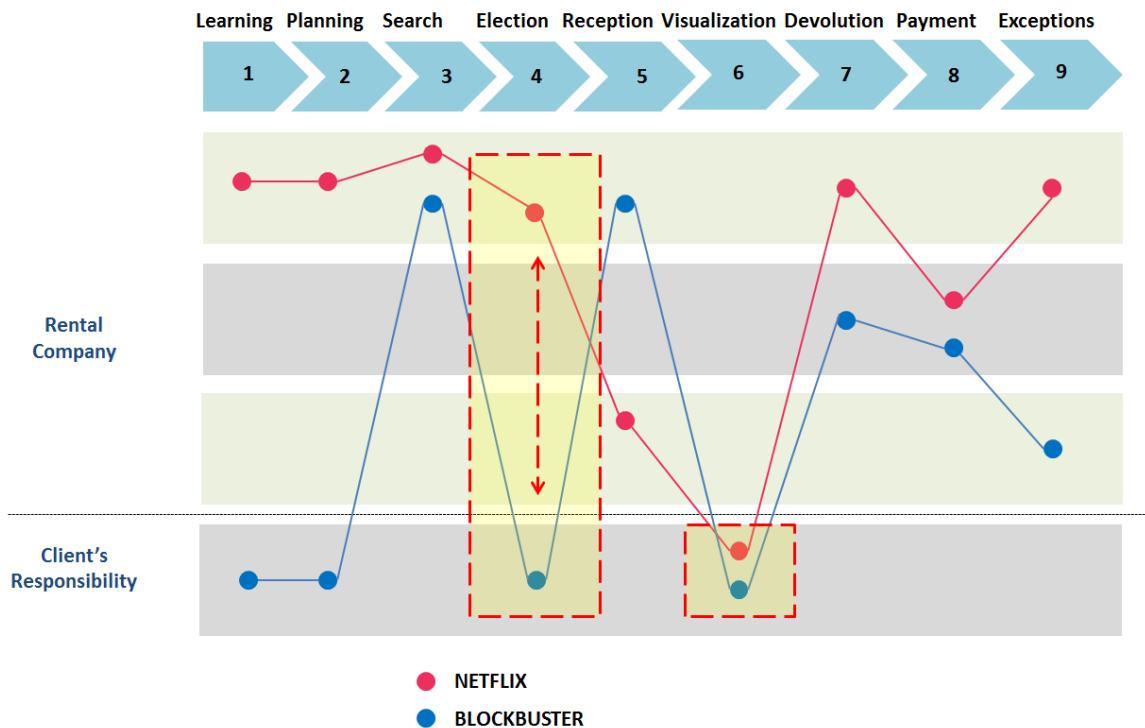 Learning Planning Search Election Reception Visualization Devolution Payment Exceptions
1 2 3 4 5 6 7 8 9
Rental
Company
Client's
Responsibility
NETFLIX
BLOCKBUSTER